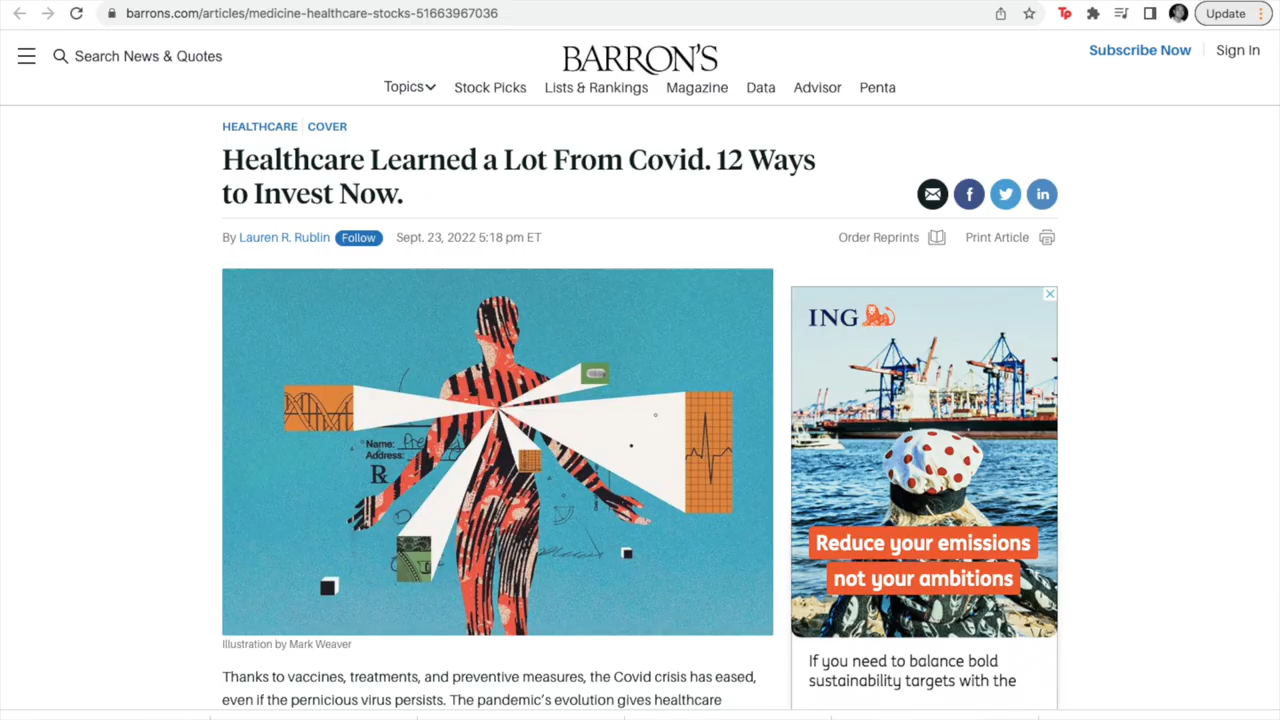 barrons.com/articles/medicine-healthcare-stocks-51663967036
Update
Search News & Quotes
BARRON'S
Subscribe Now
Sign In
Topics
Stock Picks
Lists & Rankings
Magazine
Data
Advisor
Penta
HEALTHCARE
COVER
Healthcare Learned a Lot From Covid. 12 Ways
to Invest Now.
By Lauren R. Rublin
Follow
Sept. 23, 2022 5:18 pm ET
Order Reprints
Print Article
Name:
Address:
Illustration by Mark Weaver
Thanks to vaccines, treatments, and preventive measures, the Covid crisis has eased,
even if the pernicious virus persists. The pandemic's evolution gives healthcare
ING
Reduce your emissions
not your ambitions
If you need to balance bold
sustainability targets with the